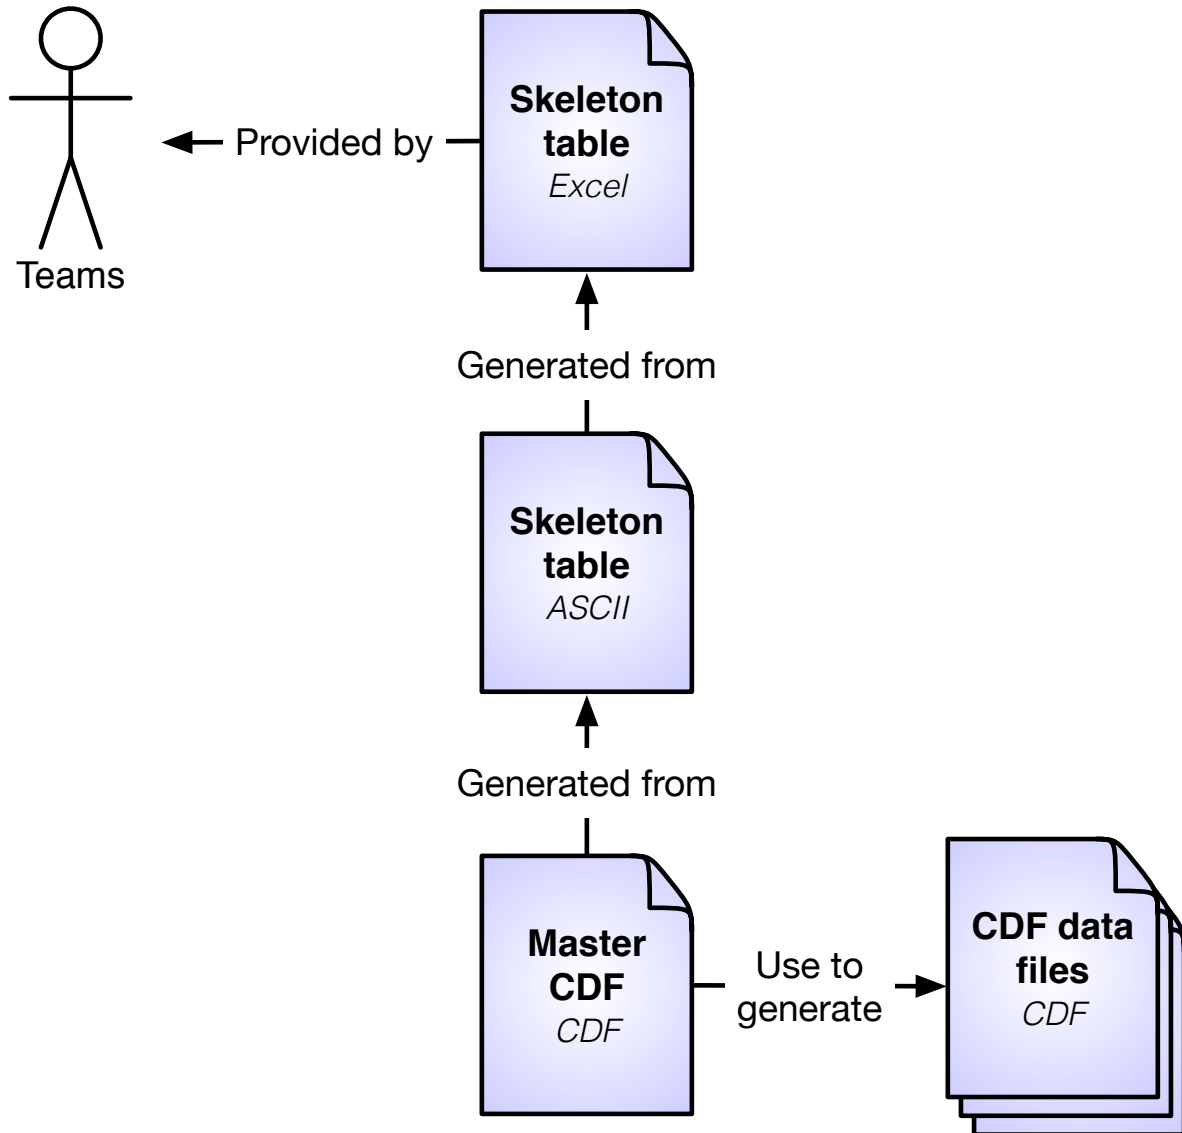 Skeleton
table
Excel
Provided by
Teams
Generated from
Skeleton
table
ASCII
Generated from
Master
CDF
CDF
Use to
generate
CDF data
files
CDF